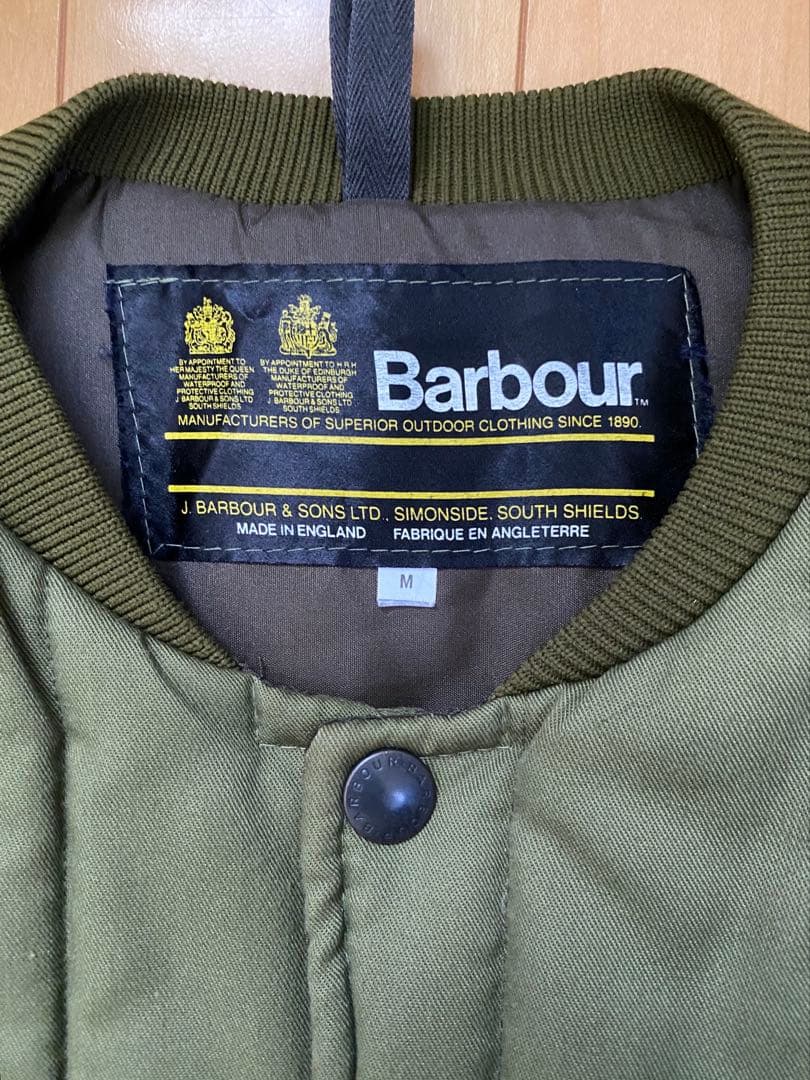 BY APPOINTMENT TO
HER MAJESTY THE QUEEN
MANUFACTURERS OF
WATERPROOF AND
PROTECTIVE CLOTHING
J. BARBOUR & SONS LTD
SOUTH SHIELDS
BY APPOINTMENT TO H.R.H
THE DUKE OF EDINBURGH
MANUFACTURERS OF
WATERPROOF AND
PROTECTIVE CLOTHING
J. BARBOUR & SONS LTD
SOUTH SHIELDS
Barbour™
MANUFACTURERS OF SUPERIOR OUTDOOR CLOTHING SINCE 1890.
J. BARBOUR & SONS LTD., SIMONSIDE, SOUTH SHIELDS.
MADE IN ENGLAND FABRIQUE EN ANGLETERRE
M
BARBOUR · BARBOUR